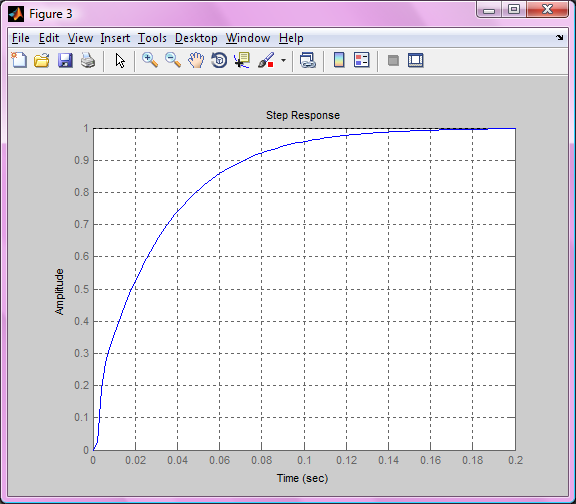 Figure 3
File Edit View Insert Tools Desktop Window Help
Step Response
1
0.9
0.8
0.7
0.6
0.5
0.4
0.3
0.2
0.1
0
Amplitude
0 0.02 0.04 0.06 0.08 0.1 0.12 0.14 0.16 0.18 0.2
Time (sec)